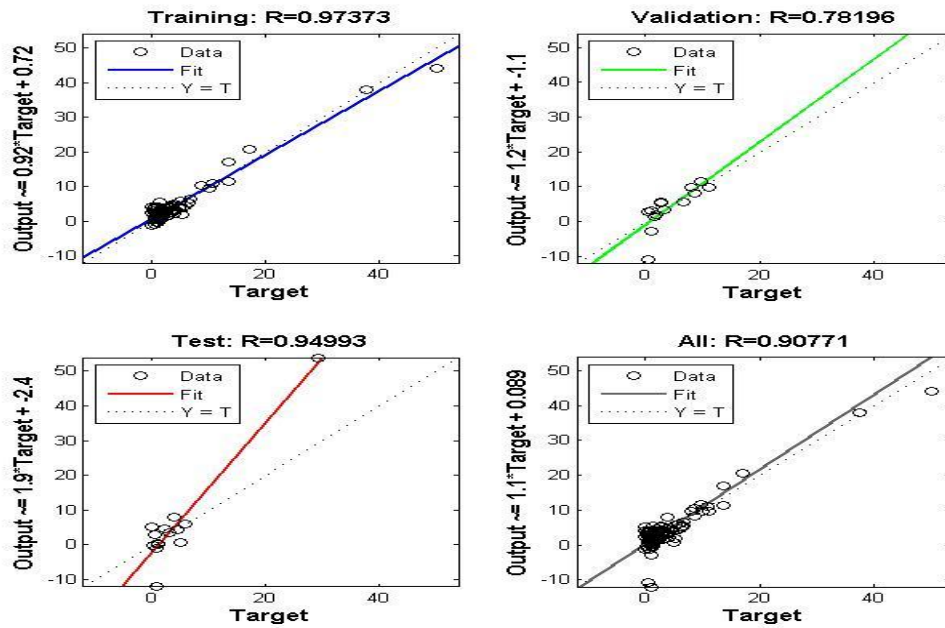 Training: R=0.97373
Output ~= 0.92*Target + 0.72
50
40
30
20
10
0
-10
Data
Fit
Y = T
0
20
40
Target
Validation: R=0.78196
Output ~= 1.2*Target + -1.1
50
40
30
20
10
0
-10
Data
Fit
Y = T
0
20
40
Target
Test: R=0.94993
Output ~= 1.9*Target + -2.4
50
40
30
20
10
0
-10
Data
Fit
Y = T
0
20
40
Target
All: R=0.90771
Output ~= 1.1*Target + 0.089
50
40
30
20
10
0
-10
Data
Fit
Y = T
0
20
40
Target